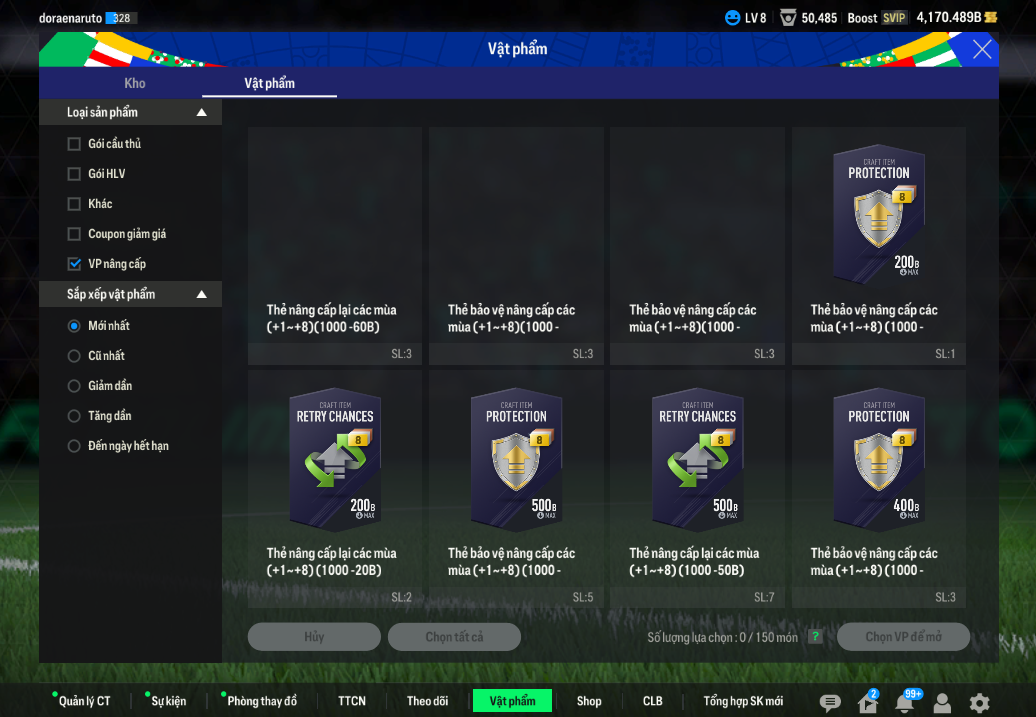 doraenaruto 328
LV 8 50,485 Boost SVIP 4,170.489B
Vật phẩm
Kho Vật phẩm
Loại sản phẩm
Gói cầu thủ
Gói HLV
Khác
Coupon giảm giá
VP nâng cấp
Sắp xếp vật phẩm
Mới nhất
Cũ nhất
Giảm dần
Tăng dần
Đến ngày hết hạn
Thẻ nâng cấp lại các mùa
(+1~+8)(1000 -60B)
SL:3
Thẻ bảo vệ nâng cấp các
mùa (+1~+8)(1000 -
SL:3
Thẻ bảo vệ nâng cấp các
mùa (+1~+8)(1000 -
SL:3
CRAFT ITEM
PROTECTION
8
200B
MAX
Thẻ bảo vệ nâng cấp các
mùa (+1~+8) (1000 -
SL:1
CRAFT ITEM
RETRY CHANCES
8
200B
MAX
Thẻ nâng cấp lại các mùa
(+1~+8) (1000 -20B)
SL:2
CRAFT ITEM
PROTECTION
8
500B
MAX
Thẻ bảo vệ nâng cấp các
mùa (+1~+8) (1000 -
SL:5
CRAFT ITEM
RETRY CHANCES
8
500B
MAX
Thẻ nâng cấp lại các mùa
(+1~+8) (1000 -50B)
SL:7
CRAFT ITEM
PROTECTION
8
400B
MAX
Thẻ bảo vệ nâng cấp các
mùa (+1~+8) (1000 -
SL:3
Hủy Chọn tất cả Số lượng lựa chọn : 0 / 150 món ? Chọn VP để mở
Quản lý CT Sự kiện Phòng thay đồ TTCN Theo dõi Vật phẩm Shop CLB Tổng hợp SK mới 2 99+